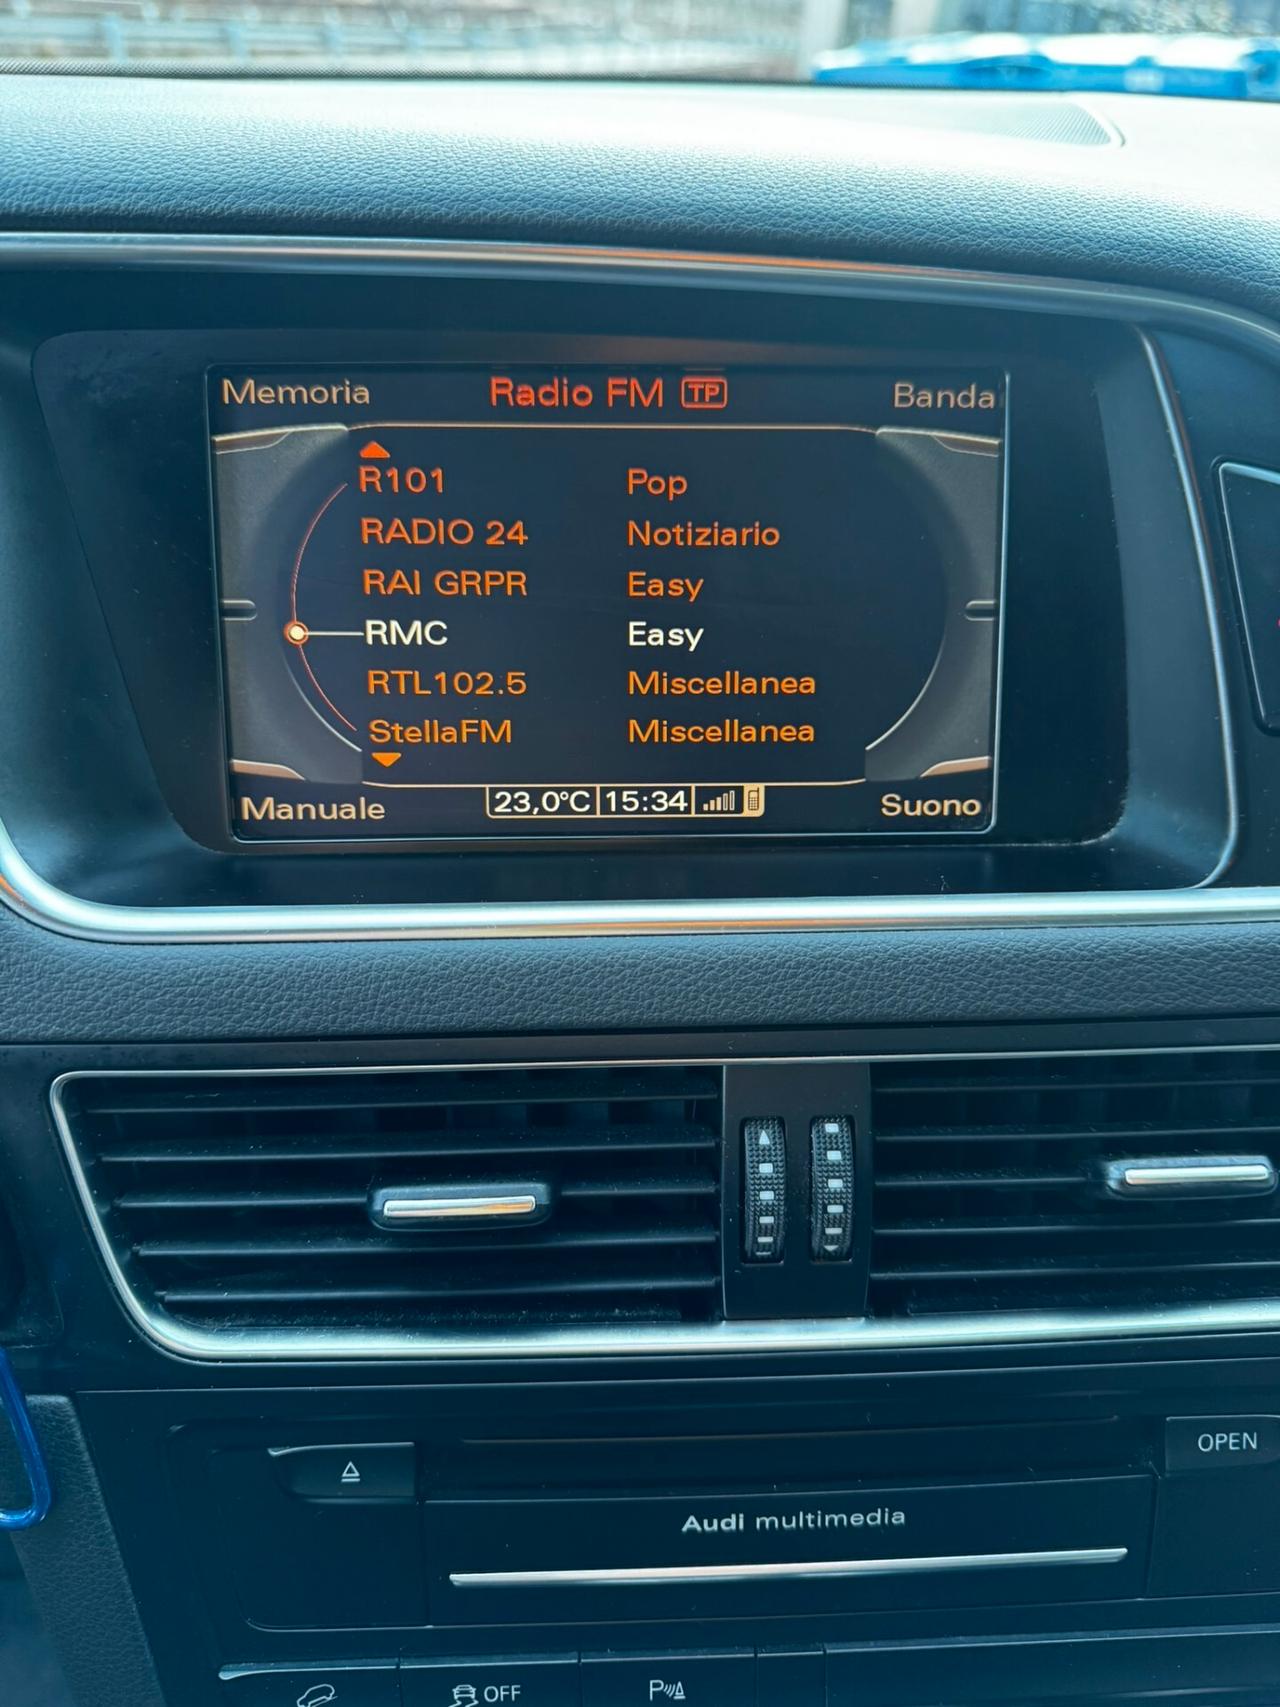 Memoria Radio FM TP Banda
R101 Pop
RADIO 24 Notiziario
RAI GRPR Easy
RMC Easy
RTL102.5 Miscellanea
StellaFM Miscellanea
Manuale 23,0°C 15:34 Suono
OPEN
Audi multimedia
OFF P